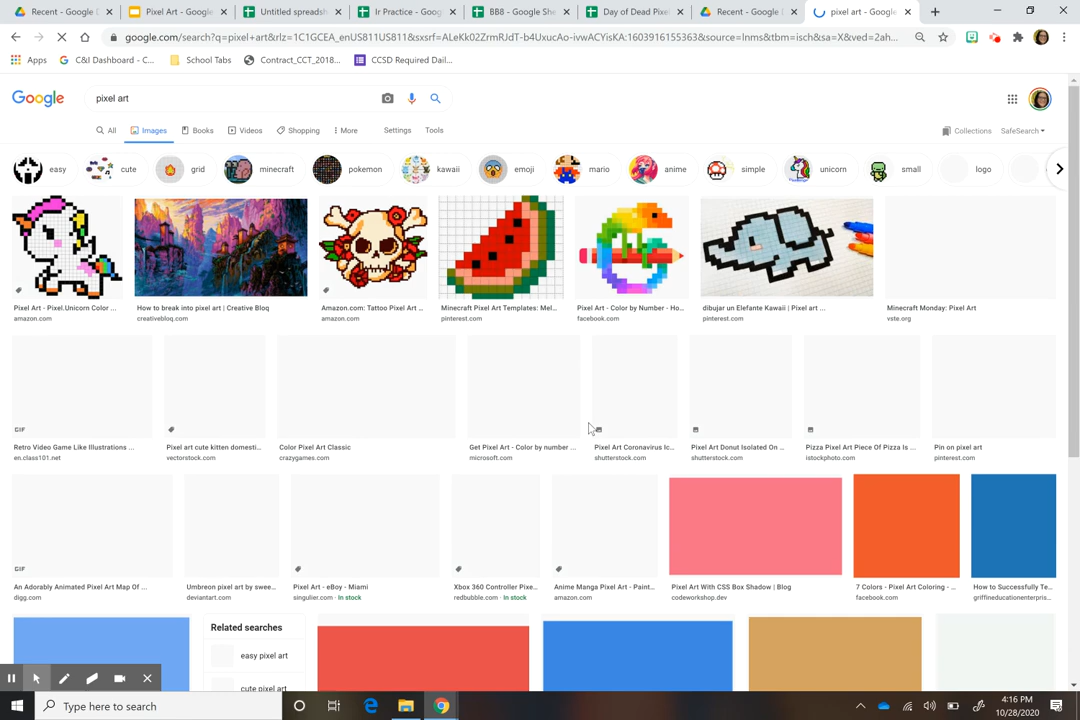 Recent - Google D
Pixel Art - Google
Untitled spreadsh
Ir Practice - Goog
BB8 - Google She
Day of Dead Pixel
Recent - Google D
pixel art - Google
google.com/search?q=pixel+art&rlz=1C1GCEA_enUS811US811&sxsrf=ALeKk02ZrmRJdT-b4UxucAo-ivwACYisKA:1603916155363&source=lnms&tbm=isch&sa=X&ved=2ah...
Apps
C&I Dashboard - C...
School Tabs
Contract_CCT_2018...
CCSD Required Dail...
Google
pixel art
All
Images
Books
Videos
Shopping
More
Settings
Tools
Collections
SafeSearch
easy
cute
grid
minecraft
pokemon
kawaii
emoji
mario
anime
simple
unicorn
small
logo
Pixel Art - Pixel.Unicorn Color ...
How to break into pixel art | Creative Bloq
Amazon.com: Tattoo Pixel Art ...
Minecraft Pixel Art Templates: Mel...
Pixel Art - Color by Number - Ho...
dibujar un Elefante Kawaii | Pixel art ...
Minecraft Monday: Pixel Art
amazon.com
creativebloq.com
amazon.com
pinterest.com
facebook.com
pinterest.com
vste.org
GIF
Retro Video Game Like Illustrations ...
Pixel art cute kitten domesti...
Color Pixel Art Classic
Get Pixel Art - Color by number ...
Pixel Art Coronavirus Ic...
Pixel Art Donut Isolated On ...
Pizza Pixel Art Piece Of Pizza Is ...
Pin on pixel art
en.class101.net
vectorstock.com
crazygames.com
microsoft.com
shutterstock.com
shutterstock.com
istockphoto.com
pinterest.com
GIF
An Adorably Animated Pixel Art Map Of ...
Umbreon pixel art by swee...
Pixel Art - eBoy - Miami
Xbox 360 Controller Pixe...
Anime Manga Pixel Art - Paint...
Pixel Art With CSS Box Shadow | Blog
7 Colors - Pixel Art Coloring - ...
How to Successfully Te...
digg.com
deviantart.com
singulier.com · In stock
redbubble.com · In stock
amazon.com
codeworkshop.dev
facebook.com
griffineducationenterpris...
Related searches
easy pixel art
cute pixel art
Type here to search
4:16 PM
10/28/2020